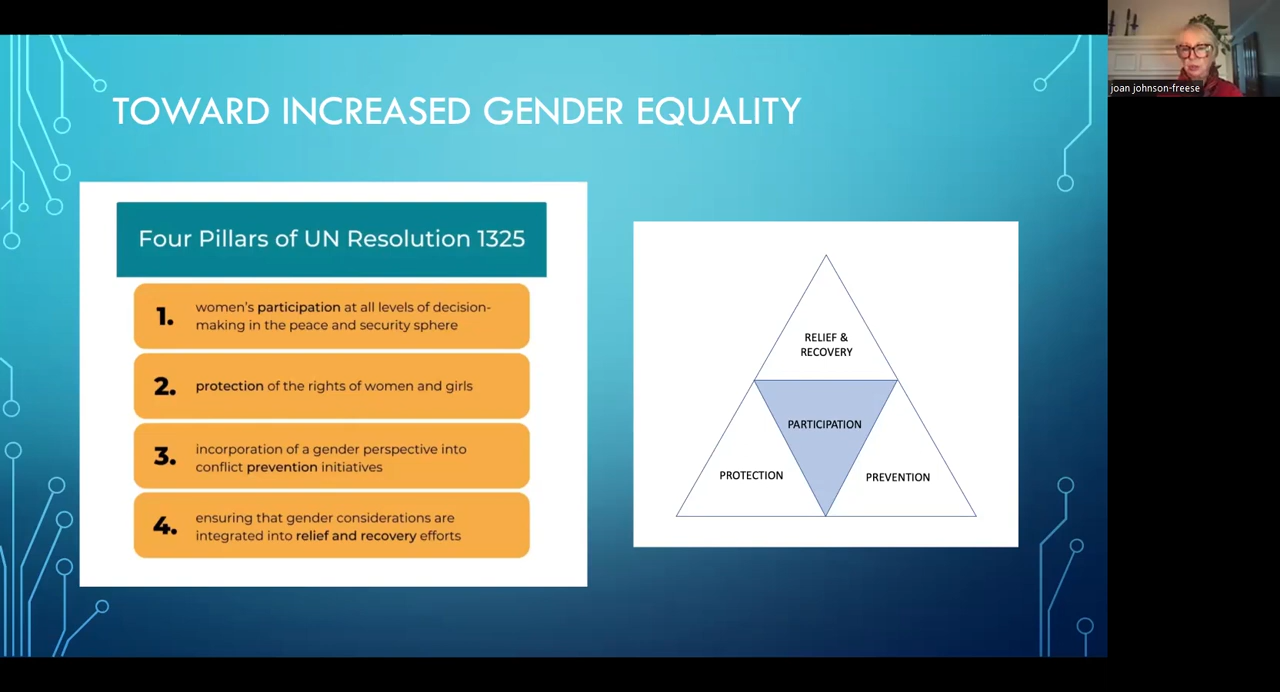 TOWARD INCREASED GENDER EQUALITY
Four Pillars of UN Resolution 1325
1.
women's participation at all levels of decision-
making in the peace and security sphere
2.
protection of the rights of women and girls
3.
incorporation of a gender perspective into
conflict prevention initiatives
4.
ensuring that gender considerations are
integrated into relief and recovery efforts
RELIEF &
RECOVERY
PARTICIPATION
PROTECTION
PREVENTION
joan johnson-freese